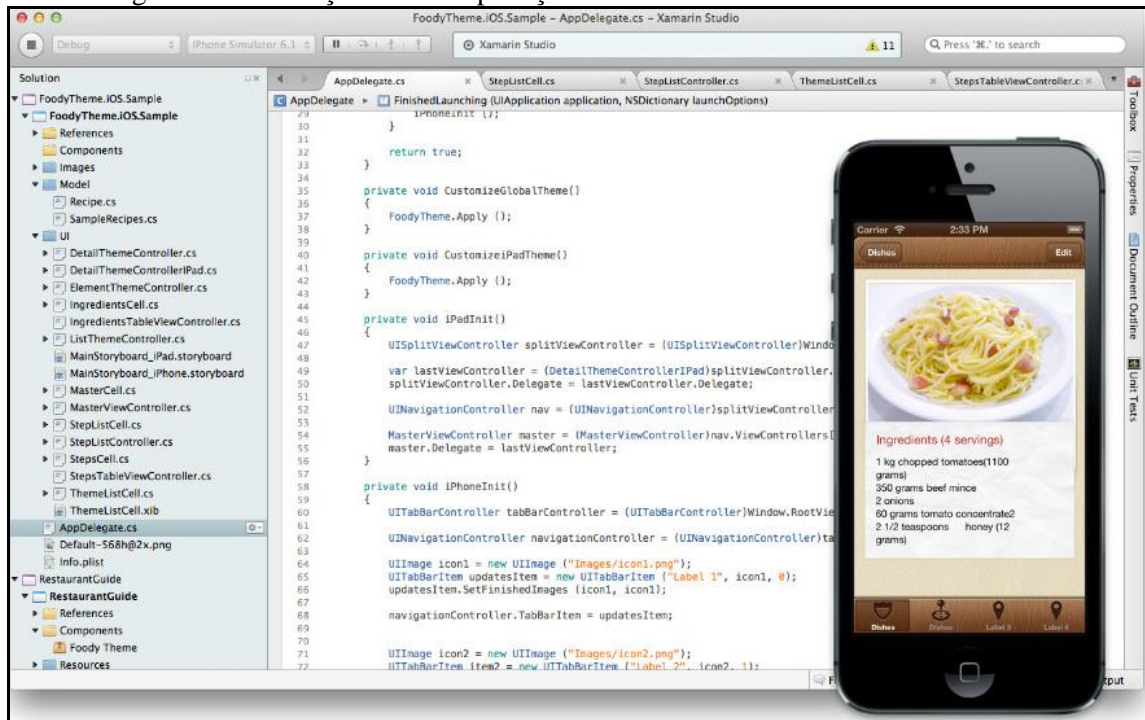 FoodyTheme.iOS.Sample – AppDelegate.cs – Xamarin Studio
Debug
iPhone Simulator 6.1
Xamarin Studio
11
Q Press '⌘.' to search
Solution
FoodyTheme.iOS.Sample
FoodyTheme.iOS.Sample
References
Components
Images
Model
Recipe.cs
SampleRecipes.cs
UI
DetailThemeController.cs
DetailThemeControllerIPad.cs
ElementThemeController.cs
IngredientsCell.cs
IngredientsTableViewController.cs
ListThemeController.cs
MainStoryboard_iPad.storyboard
MainStoryboard_iPhone.storyboard
MasterCell.cs
MasterViewController.cs
StepListCell.cs
StepListController.cs
StepsCell.cs
StepsTableViewController.cs
ThemeListCell.cs
ThemeListCell.xib
AppDelegate.cs
Default-568h@2x.png
Info.plist
RestaurantGuide
RestaurantGuide
References
Components
Foody Theme
Resources
AppDelegate.cs
StepListCell.cs
StepListController.cs
ThemeListCell.cs
StepsTableViewController.c
AppDelegate ▸ FinishedLaunching (UIApplication application, NSDictionary launchOptions)
29 iPhoneInit ();
30 }
31
32 return true;
33 }
34
35 private void CustomizeGlobalTheme()
36 {
37 FoodyTheme.Apply ();
38 }
39
40 private void CustomizeiPadTheme()
41 {
42 FoodyTheme.Apply ();
43 }
44
45 private void iPadInit()
46 {
47 UISplitViewController splitViewController = (UISplitViewController)Windo
48
49 var lastViewController = (DetailThemeControllerIPad)splitViewController.
50 splitViewController.Delegate = lastViewController.Delegate;
51
52 UINavigationController nav = (UINavigationController)splitViewController
53
54 MasterViewController master = (MasterViewController)nav.ViewControllers[
55 master.Delegate = lastViewController;
56 }
57
58 private void iPhoneInit()
59 {
60 UITabBarController tabBarController = (UITabBarController)Window.RootVie
61
62 UINavigationController navigationController = (UINavigationController)ta
63
64 UIImage icon1 = new UIImage ("Images/icon1.png");
65 UITabBarItem updatesItem = new UITabBarItem ("Label 1", icon1, 0);
66 updatesItem.SetFinishedImages (icon1, icon1);
67
68 navigationController.TabBarItem = updatesItem;
69
70
71 UIImage icon2 = new UIImage ("Images/icon2.png");
72 UITabBarItem item2 = new UITabBarItem ("Label 2", icon2, 1);
Toolbox
Properties
Document Outline
Unit Tests
Carrier
2:33 PM
Dishes
Edit
Ingredients (4 servings)
1 kg chopped tomatoes(1100
grams)
350 grams beef mince
2 onions
60 grams tomato concentrate2
2 1/2 teaspoons honey (12
grams)
Dishes
Dishes
Label 3
Label 4